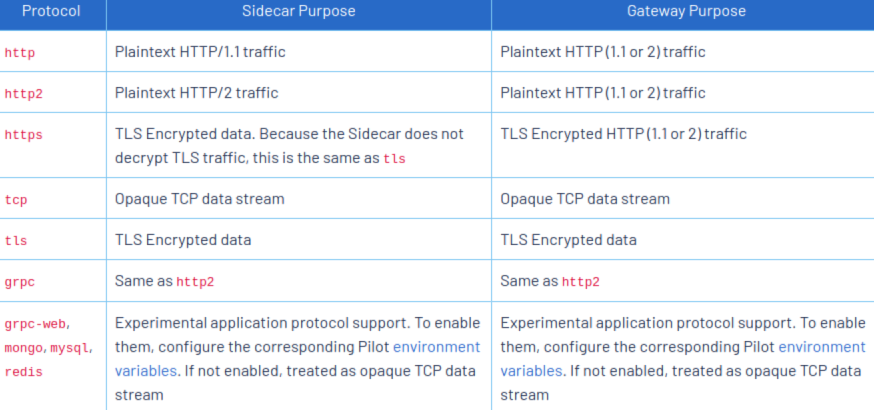 Protocol Sidecar Purpose Gateway Purpose
http Plaintext HTTP/1.1 traffic Plaintext HTTP (1.1 or 2) traffic
http2 Plaintext HTTP/2 traffic Plaintext HTTP (1.1 or 2) traffic
https TLS Encrypted data. Because the Sidecar does not TLS Encrypted HTTP (1.1 or 2) traffic
decrypt TLS traffic, this is the same as tls
tcp Opaque TCP data stream Opaque TCP data stream
tls TLS Encrypted data TLS Encrypted data
grpc Same as http2 Same as http2
grpc-web, Experimental application protocol support. To enable Experimental application protocol support. To enable
mongo, mysql, them, configure the corresponding Pilot environment them, configure the corresponding Pilot environment
redis variables. If not enabled, treated as opaque TCP data variables. If not enabled, treated as opaque TCP data
stream stream